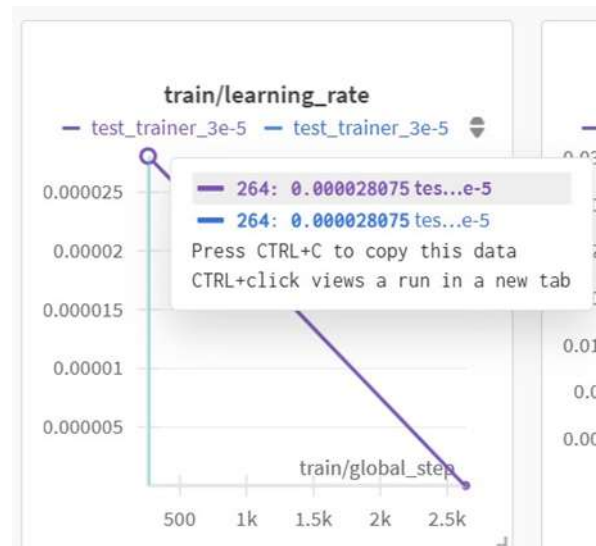 train/learning_rate
test_trainer_3e-5 test_trainer_3e-5
264: 0.000028075 tes...e-5
264: 0.000028075 tes...e-5
Press CTRL+C to copy this data
CTRL+click views a run in a new tab
0.000025
0.00002
0.000015
0.00001
0.000005
train/global_step
500 1k 1.5k 2k 2.5k
0.01